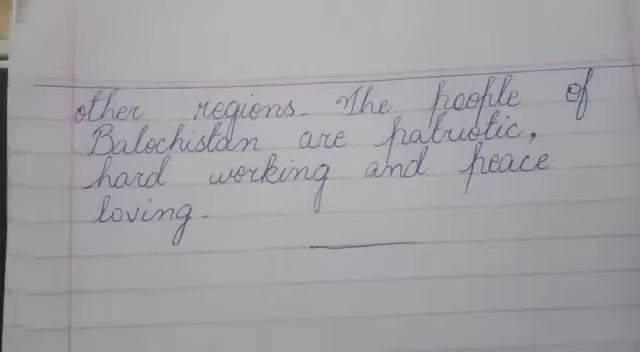 other regions. The people of
Balochistan are patriotic,
hard working and peace
loving.